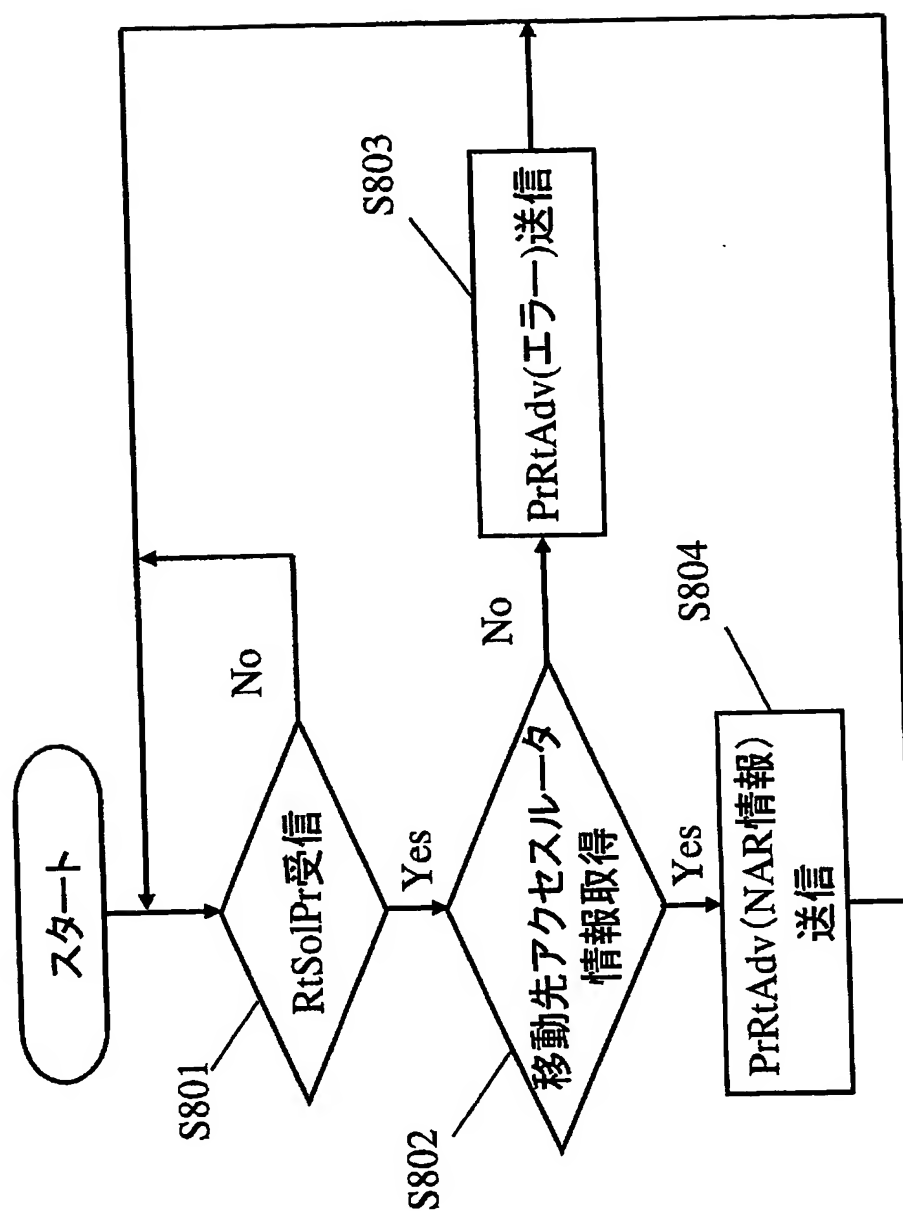 スタート
S801
RtSolPr受信
No
Yes
S802
移動先アクセスルータ
情報取得
No
S803
PrRtAdv(エラー)送信
Yes
S804
PrRtAdv(NAR情報)
送信